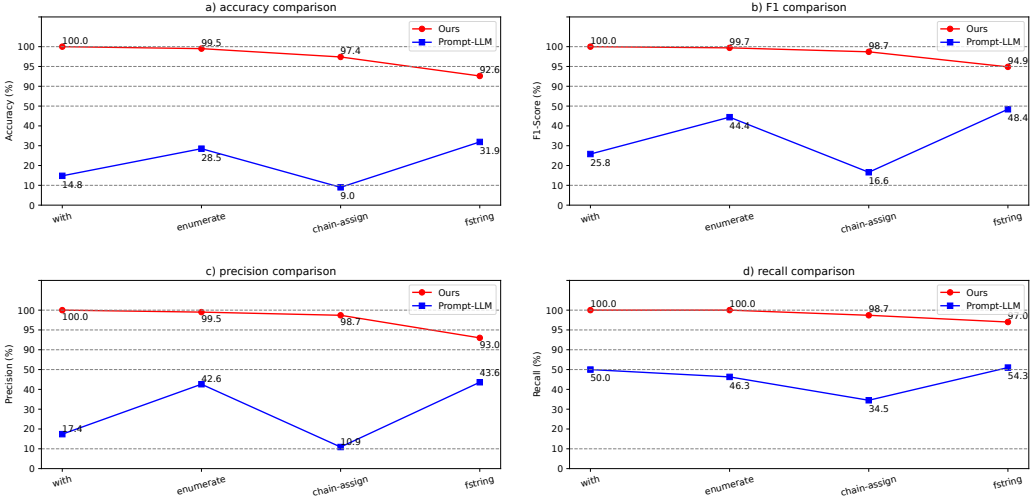 a) accuracy comparison
Accuracy (%)
100
95
90
50
40
30
20
10
0
100.0
99.5
97.4
92.6
14.8
28.5
9.0
31.9
Ours
Prompt-LLM
with
enumerate
chain-assign
fstring
b) F1 comparison
F1-Score (%)
100
95
90
50
40
30
20
10
0
100.0
99.7
98.7
94.9
25.8
44.4
16.6
48.4
Ours
Prompt-LLM
with
enumerate
chain-assign
fstring
c) precision comparison
Precision (%)
100
95
90
50
40
30
20
10
0
100.0
99.5
98.7
93.0
17.4
42.6
10.9
43.6
Ours
Prompt-LLM
with
enumerate
chain-assign
fstring
d) recall comparison
Recall (%)
100
95
90
50
40
30
20
10
0
100.0
100.0
98.7
97.0
50.0
46.3
34.5
54.3
Ours
Prompt-LLM
with
enumerate
chain-assign
fstring